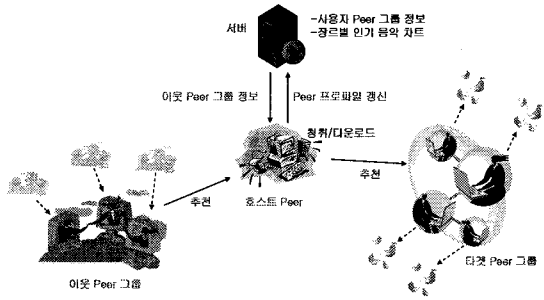 서버
-사용자 Peer 그룹 정보
-장르별 인기 음악 차트
이웃 Peer 그룹 정보
Peer 프로파일 갱신
청취/다운로드
추천
호스트 Peer
추천
이웃 Peer 그룹
타겟 Peer 그룹